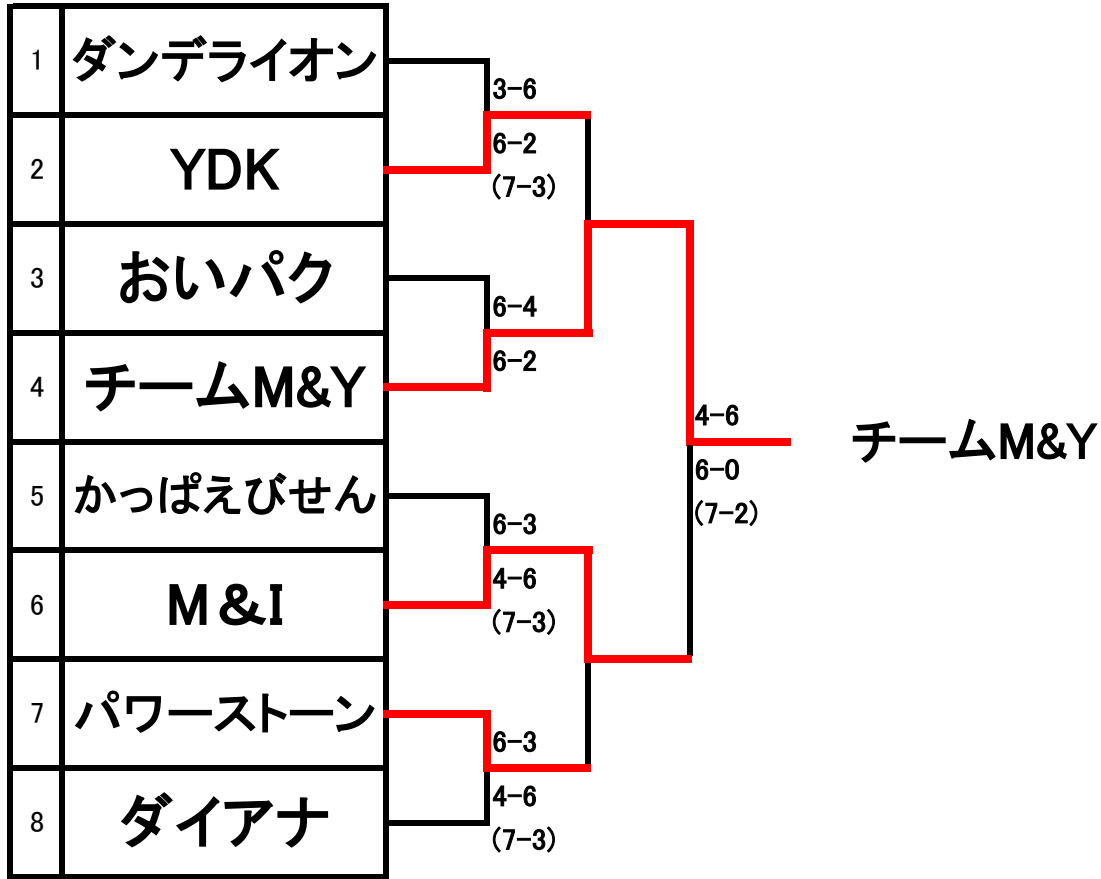 1 ダンデライオン
3-6
2 YDK
6-2
(7-3)
3 おいパク
6-4
4 チームM&Y
6-2
5 かっぱえびせん
6-3
6 M&I
4-6
(7-3)
7 パワーストーン
6-3
8 ダイアナ
4-6
(7-3)
4-6
6-0
(7-2)
チームM&Y